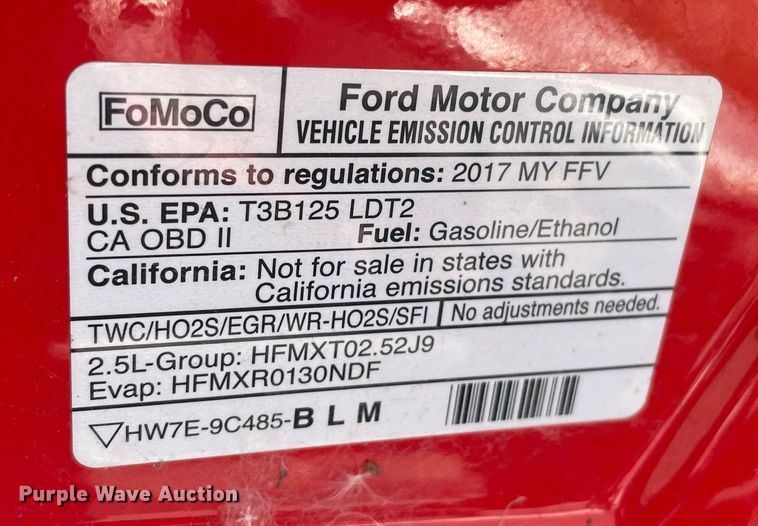 FoMoCo
Ford Motor Company
VEHICLE EMISSION CONTROL INFORMATION
Conforms to regulations: 2017 MY FFV
U.S. EPA: T3B125 LDT2
CA OBD II Fuel: Gasoline/Ethanol
California: Not for sale in states with
California emissions standards.
TWC/HO2S/EGR/WR-HO2S/SFI No adjustments needed.
2.5L-Group: HFMXT02.52J9
Evap: HFMXR0130NDF
HW7E-9C485-BLM
Purple Wave Auction